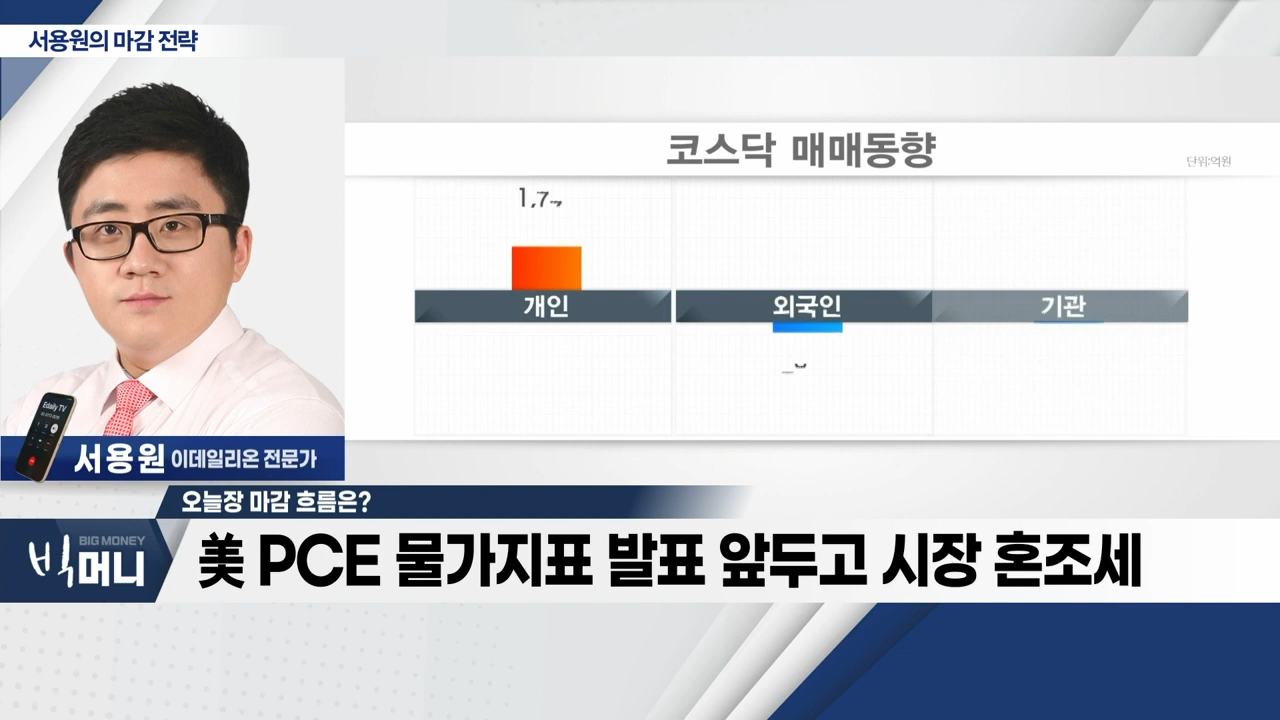 서용원의 마감 전략
코스닥 매매동향
단위:억원
개인
외국인
기관
Edaily TV
서용원 이데일리온 전문가
오늘장 마감 흐름은?
BIG MONEY
빅머니
美 PCE 물가지표 발표 앞두고 시장 혼조세